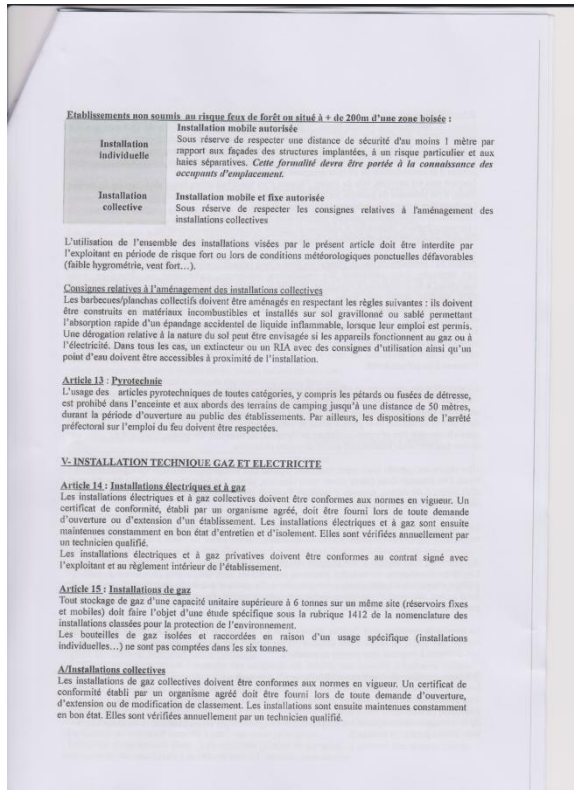 Etablissements non soumis au risque feux de forêt ou situé à + de 200m d'une zone boisée :
Installation individuelle
Installation mobile autorisée
Sous réserve de respecter une distance de sécurité d'au moins 1 mètre par
rapport aux façades des structures implantées, à un risque particulier et aux
haies séparatives. Cette formalité devra être portée à la connaissance des
occupants d'emplacement.
Installation collective
Installation mobile et fixe autorisée
Sous réserve de respecter les consignes relatives à l'aménagement des
installations collectives
L'utilisation de l'ensemble des installations visées par le présent article doit être interdite par
l'exploitant en période de risque fort ou lors de conditions météorologiques ponctuelles défavorables
(faible hygrométrie, vent fort…).
Consignes relatives à l'aménagement des installations collectives
Les barbecues/planchas collectifs doivent être aménagés en respectant les règles suivantes : ils doivent
être construits en matériaux incombustibles et installés sur sol gravillonné ou sablé permettant
l'absorption rapide d'un épandage accidentel de liquide inflammable, lorsque leur emploi est permis.
Une dérogation relative à la nature du sol peut être envisagée si les appareils fonctionnent au gaz ou à
l'électricité. Dans tous les cas, un extincteur ou un RIA avec des consignes d'utilisation ainsi qu'un
point d'eau doivent être accessibles à proximité de l'installation.
Article 13 : Pyrotechnie
L'usage des articles pyrotechniques de toutes catégories, y compris les pétards ou fusées de détresse,
est prohibé dans l'enceinte et aux abords des terrains de camping jusqu'à une distance de 50 mètres,
durant la période d'ouverture au public des établissements. Par ailleurs, les dispositions de l'arrêté
préfectoral sur l'emploi du feu doivent être respectées.
V- INSTALLATION TECHNIQUE GAZ ET ELECTRICITE
Article 14 : Installations électriques et à gaz
Les installations électriques et à gaz collectives doivent être conformes aux normes en vigueur. Un
certificat de conformité, établi par un organisme agréé, doit être fourni lors de toute demande
d'ouverture ou d'extension d'un établissement. Les installations électriques et à gaz sont ensuite
maintenues constamment en bon état d'entretien et d'isolement. Elles sont vérifiées annuellement par
un technicien qualifié.
Les installations électriques et à gaz privatives doivent être conformes au contrat signé avec
l'exploitant et au règlement intérieur de l'établissement.
Article 15 : Installations de gaz
Tout stockage de gaz d'une capacité unitaire supérieure à 6 tonnes sur un même site (réservoirs fixes
et mobiles) doit faire l'objet d'une étude spécifique sous la rubrique 1412 de la nomenclature des
installations classées pour la protection de l'environnement.
Les bouteilles de gaz isolées et raccordées en raison d'un usage spécifique (installations
individuelles…) ne sont pas comptées dans les six tonnes.
A/Installations collectives
Les installations de gaz collectives doivent être conformes aux normes en vigueur. Un certificat de
conformité établi par un organisme agréé doit être fourni lors de toute demande d'ouverture,
d'extension ou de modification de classement. Les installations sont ensuite maintenues constamment
en bon état. Elles sont vérifiées annuellement par un technicien qualifié.